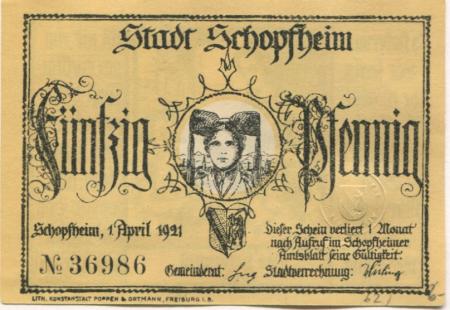 Stadt Schopfheim
Fünfzig Pfennig
Schopfheim, 1. April 1921
Dieser Schein verliert 1 Monat
nach Aufruf im Schopfheimer
Amtsblatt seine Gültigkeit:
№ 36986
Gemeinderat: Stadtverrechnung:
LITH. KUNSTANSTALT POPPEN & ORTMANN, FREIBURG I. B.